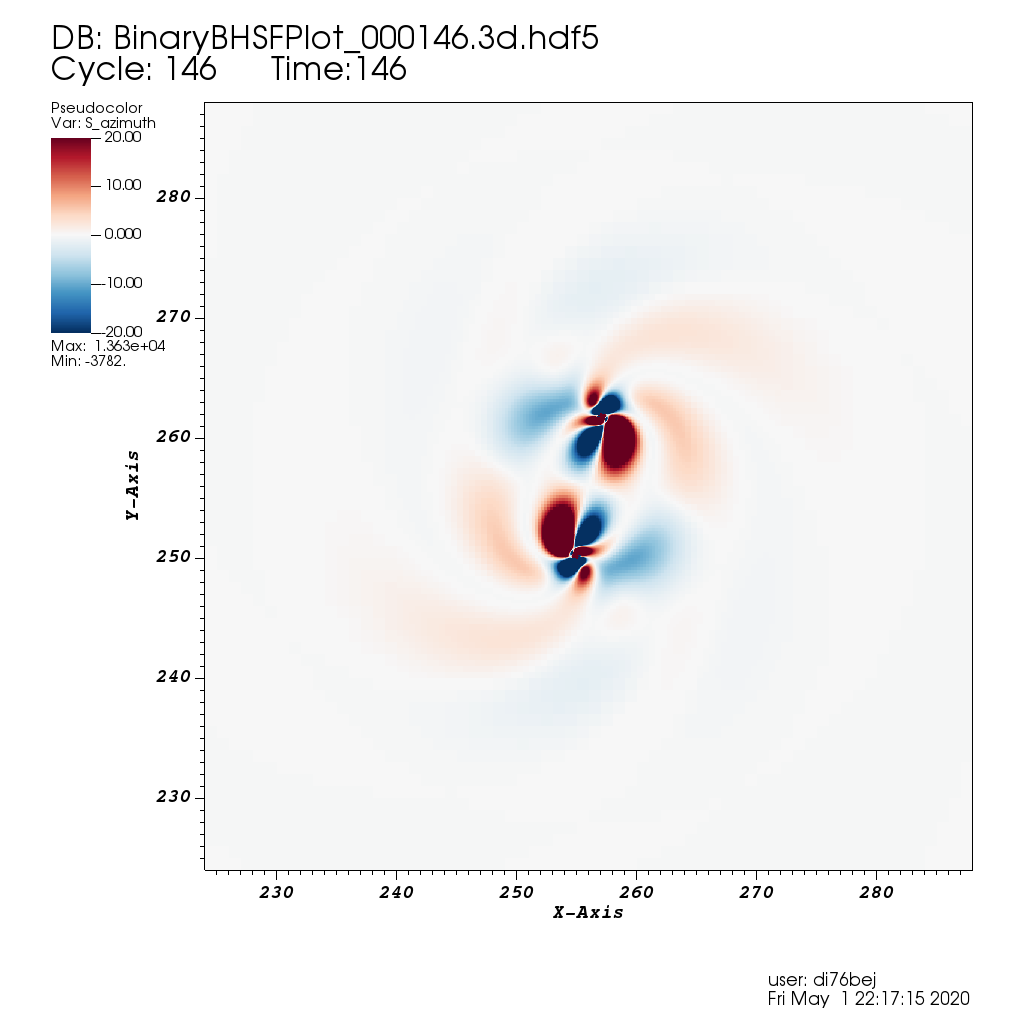 DB: BinaryBHSFPlot_000146.3d.hdf5
Cycle: 146 Time:146
Pseudocolor
Var: S_azimuth
20.00
10.00
0.000
-10.00
-20.00
Max: 1.363e+04
Min: -3782.
280
270
260
250
240
230
Y-Axis
230 240 250 260 270 280
X-Axis
user: di76bej
Fri May 1 22:17:15 2020